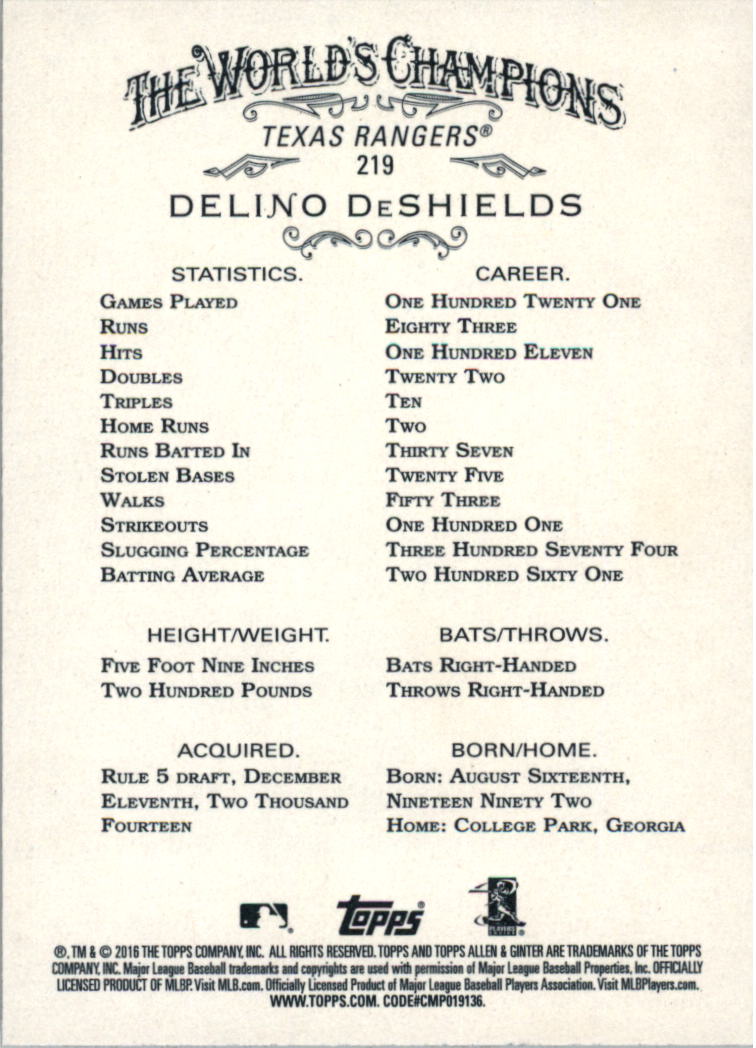 THE WORLD'S CHAMPIONS
TEXAS RANGERS®
219
DELINO DESHIELDS
STATISTICS. CAREER.
GAMES PLAYED ONE HUNDRED TWENTY ONE
RUNS EIGHTY THREE
HITS ONE HUNDRED ELEVEN
DOUBLES TWENTY TWO
TRIPLES TEN
HOME RUNS TWO
RUNS BATTED IN THIRTY SEVEN
STOLEN BASES TWENTY FIVE
WALKS FIFTY THREE
STRIKEOUTS ONE HUNDRED ONE
SLUGGING PERCENTAGE THREE HUNDRED SEVENTY FOUR
BATTING AVERAGE TWO HUNDRED SIXTY ONE
HEIGHT/WEIGHT.
FIVE FOOT NINE INCHES
TWO HUNDRED POUNDS
BATS/THROWS.
BATS RIGHT-HANDED
THROWS RIGHT-HANDED
ACQUIRED.
RULE 5 DRAFT, DECEMBER
ELEVENTH, TWO THOUSAND
FOURTEEN
BORN/HOME.
BORN: AUGUST SIXTEENTH,
NINETEEN NINETY TWO
HOME: COLLEGE PARK, GEORGIA
topps®
PLAYERS
®, TM & © 2016 THE TOPPS COMPANY, INC. ALL RIGHTS RESERVED. TOPPS AND TOPPS ALLEN & GINTER ARE TRADEMARKS OF THE TOPPS
COMPANY, INC. Major League Baseball trademarks and copyrights are used with permission of Major League Baseball Properties, Inc. OFFICIALLY
LICENSED PRODUCT OF MLBP. Visit MLB.com. Officially Licensed Product of Major League Baseball Players Association. Visit MLBPlayers.com.
WWW.TOPPS.COM. CODE#CMP019136.